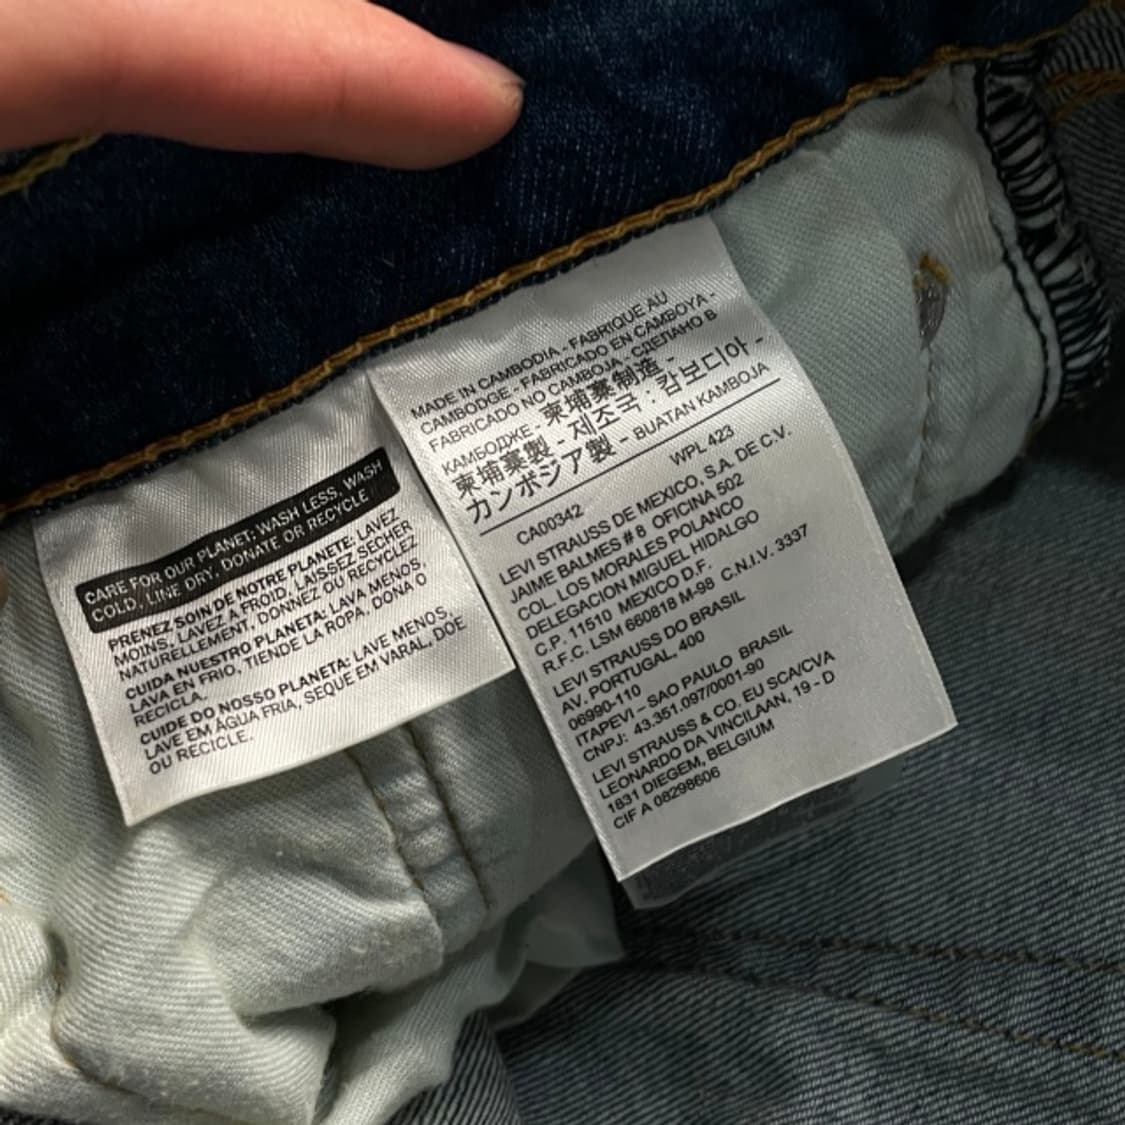 CARE FOR OUR PLANET: WASH LESS, WASH
COLD, LINE DRY, DONATE OR RECYCLE
PRENEZ SOIN DE NOTRE PLANETE: LAVEZ
MOINS, LAVEZ A FROID, LAISSEZ SECHER
NATURELLEMENT, DONNEZ OU RECYCLEZ
CUIDA NUESTRO PLANETA: LAVA MENOS,
LAVA EN FRIO, TIENDE LA ROPA, DONA O
RECICLA.
CUIDE DO NOSSO PLANETA: LAVE MENOS,
LAVE EM ÁGUA FRIA, SEQUE EM VARAL, DOE
OU RECICLE.
MADE IN CAMBODIA - FABRIQUE AU
CAMBODGE - FABRICADO EN CAMBOYA -
FABRICADO NO CAMBOJA - СДЕЛАНО В
КАМБОДЖЕ - 柬埔寨制造 -
柬埔寨製 - 제조국 : 캄보디아 -
カンボジア製 - BUATAN KAMBOJA
CA00342 WPL 423
LEVI STRAUSS DE MEXICO, S.A. DE C.V.
JAIME BALMES # 8 OFICINA 502
COL. LOS MORALES POLANCO
DELEGACION MIGUEL HIDALGO
C.P. 11510 MEXICO D.F.
R.F.C. LSM 660818 M-98 C.N.I.V. 3337
LEVI STRAUSS DO BRASIL
AV. PORTUGAL, 400
06990-110
ITAPEVI – SAO PAULO BRASIL
CNPJ: 43.351.097/0001-90
LEVI STRAUSS & CO. EU SCA/CVA
LEONARDO DA VINCILAAN, 19 - D
1831 DIEGEM, BELGIUM
CIF A 08298606